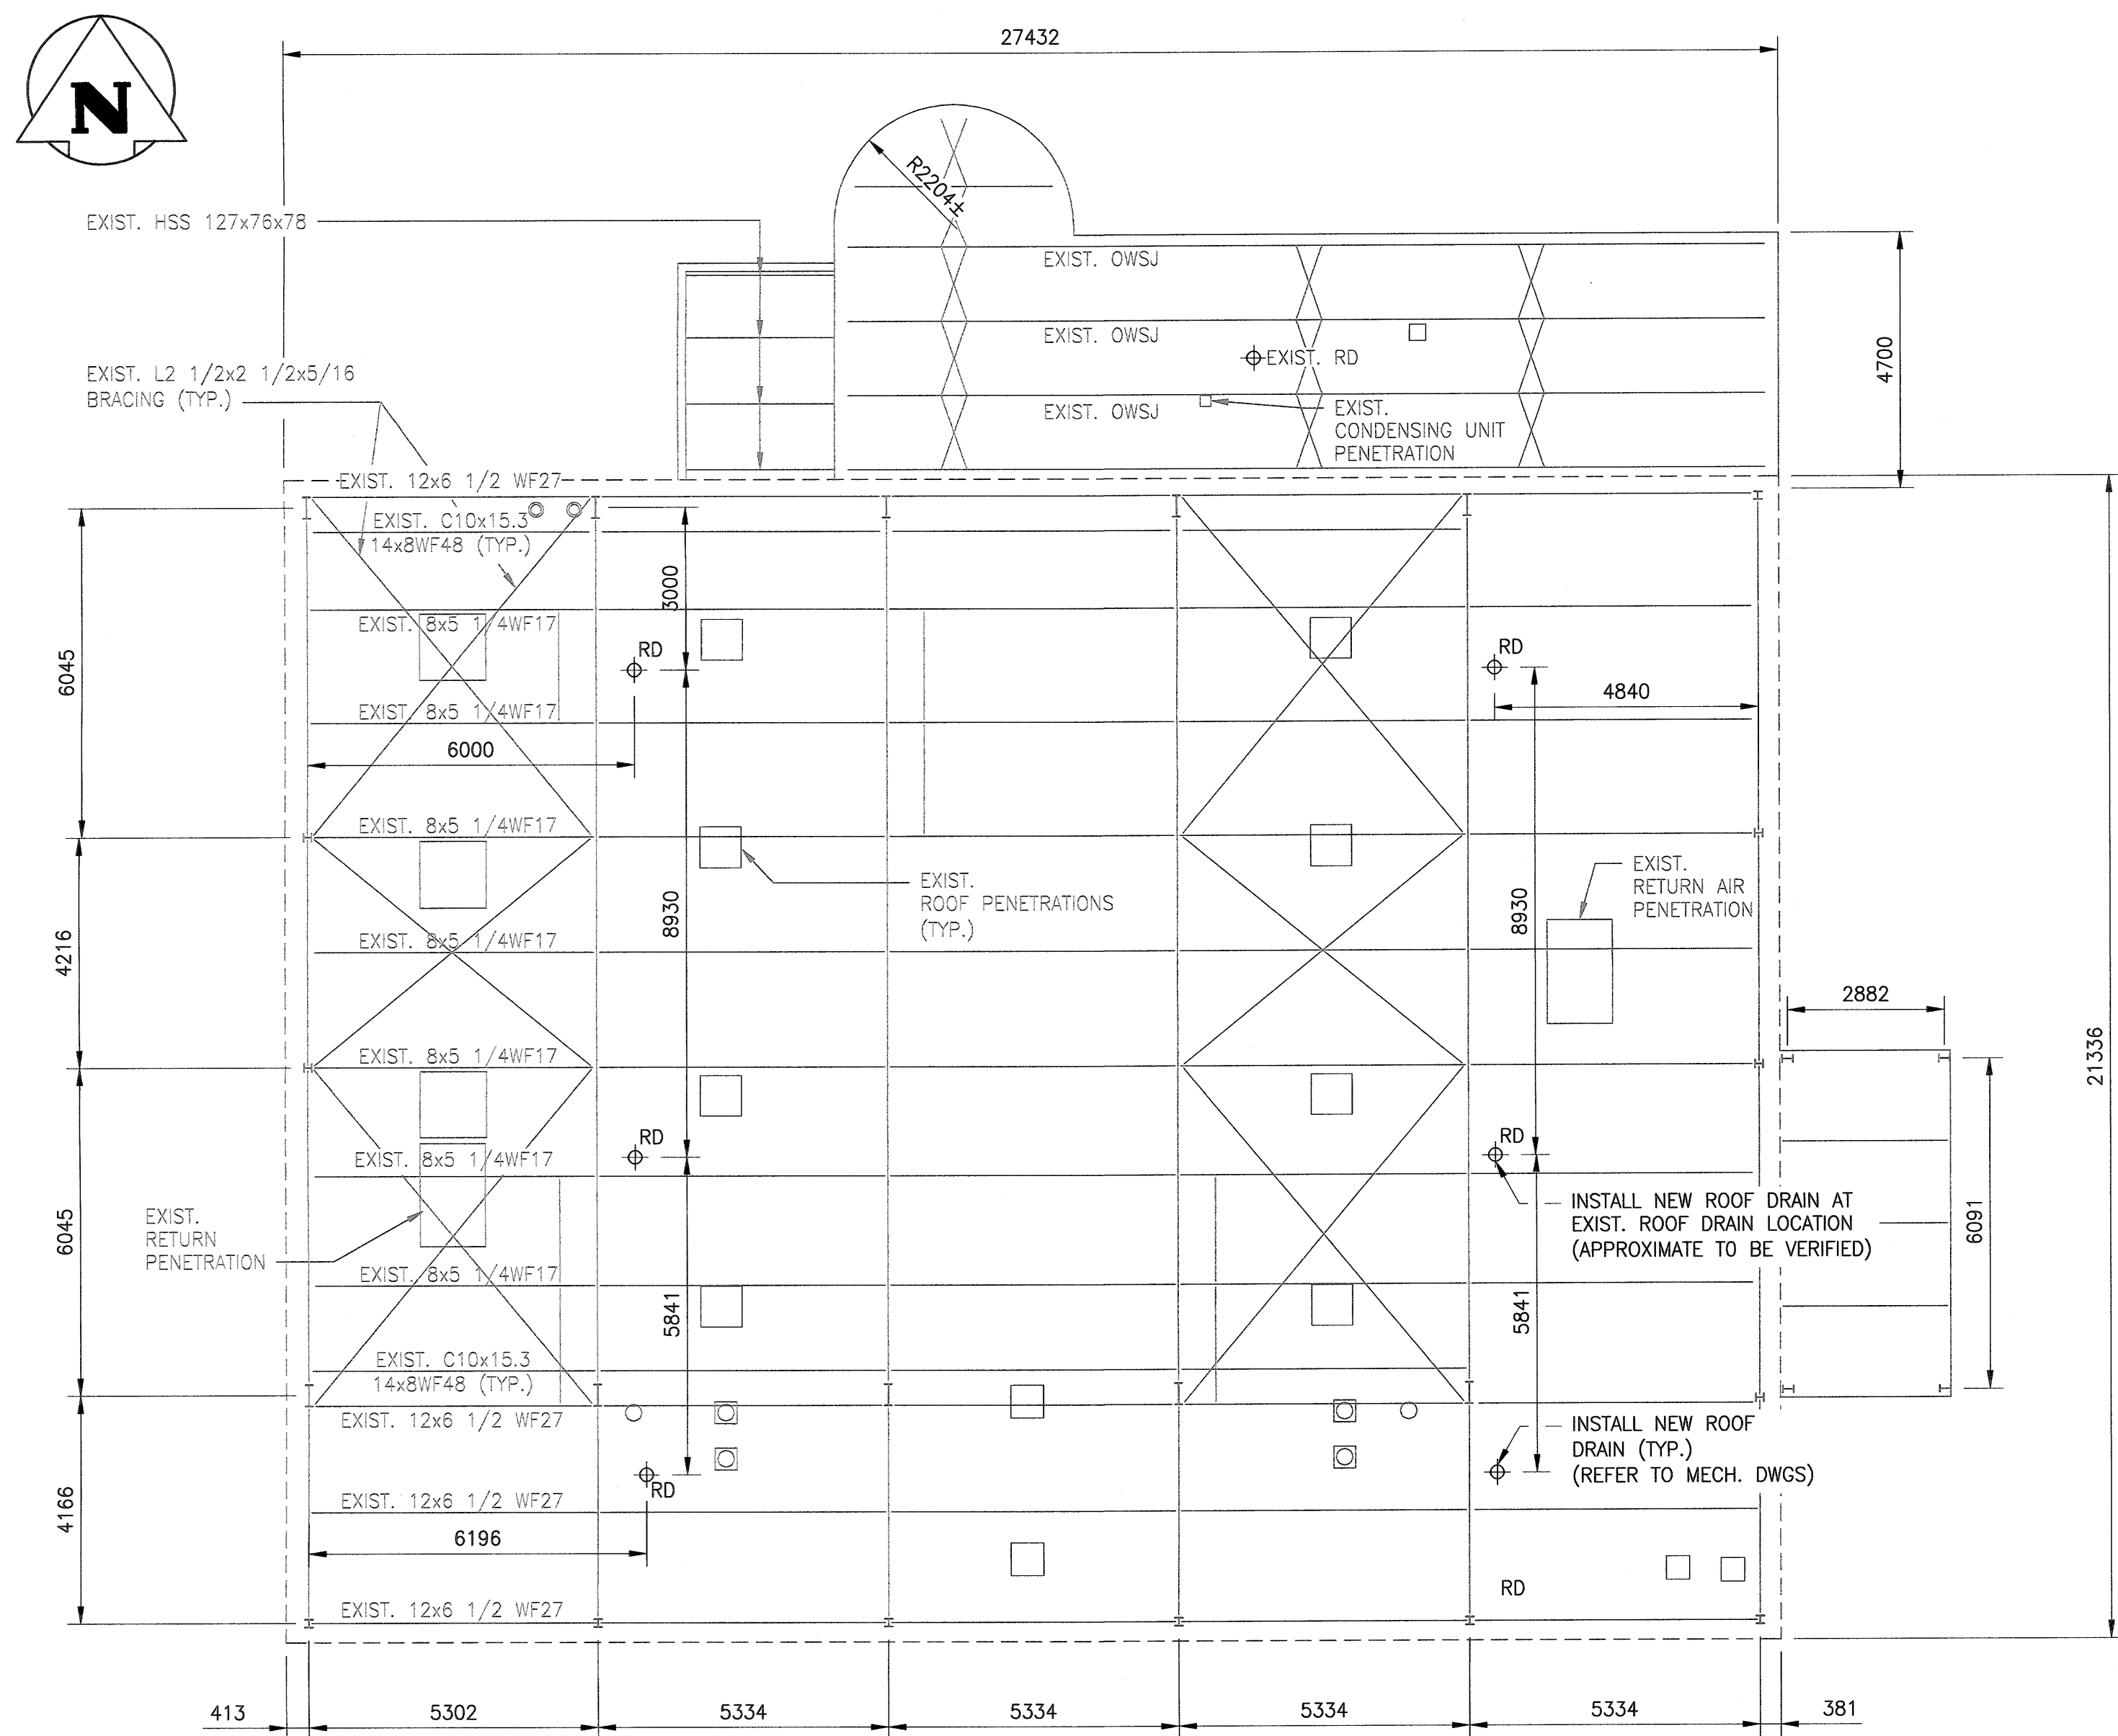 27432
N
R2204±
EXIST. HSS 127x76x78
EXIST. OWSJ
EXIST. OWSJ
EXIST. RD
4700
EXIST. L2 1/2x2 1/2x5/16
BRACING (TYP.)
EXIST. OWSJ
EXIST.
CONDENSING UNIT
PENETRATION
EXIST. 12x6 1/2 WF27
EXIST. C10x15.3
14x8WF48 (TYP.)
3000
EXIST. 8x5 1/4WF17
RD
RD
6045
4840
EXIST. 8x5 1/4WF17
6000
EXIST. 8x5 1/4WF17
EXIST.
ROOF PENETRATIONS
(TYP.)
EXIST.
RETURN AIR
PENETRATION
8930
8930
4216
EXIST. 8x5 1/4WF17
2882
21336
EXIST. 8x5 1/4WF17
RD
RD
EXIST. 8x5 1/4WF17
INSTALL NEW ROOF DRAIN AT
EXIST. ROOF DRAIN LOCATION
(APPROXIMATE TO BE VERIFIED)
6091
EXIST.
RETURN
PENETRATION
6045
EXIST. 8x5 1/4WF17
5841
5841
EXIST. C10x15.3
14x8WF48 (TYP.)
EXIST. 12x6 1/2 WF27
INSTALL NEW ROOF
DRAIN (TYP.)
(REFER TO MECH. DWGS)
RD
4166
EXIST. 12x6 1/2 WF27
6196
RD
EXIST. 12x6 1/2 WF27
413
5302
5334
5334
5334
5334
381